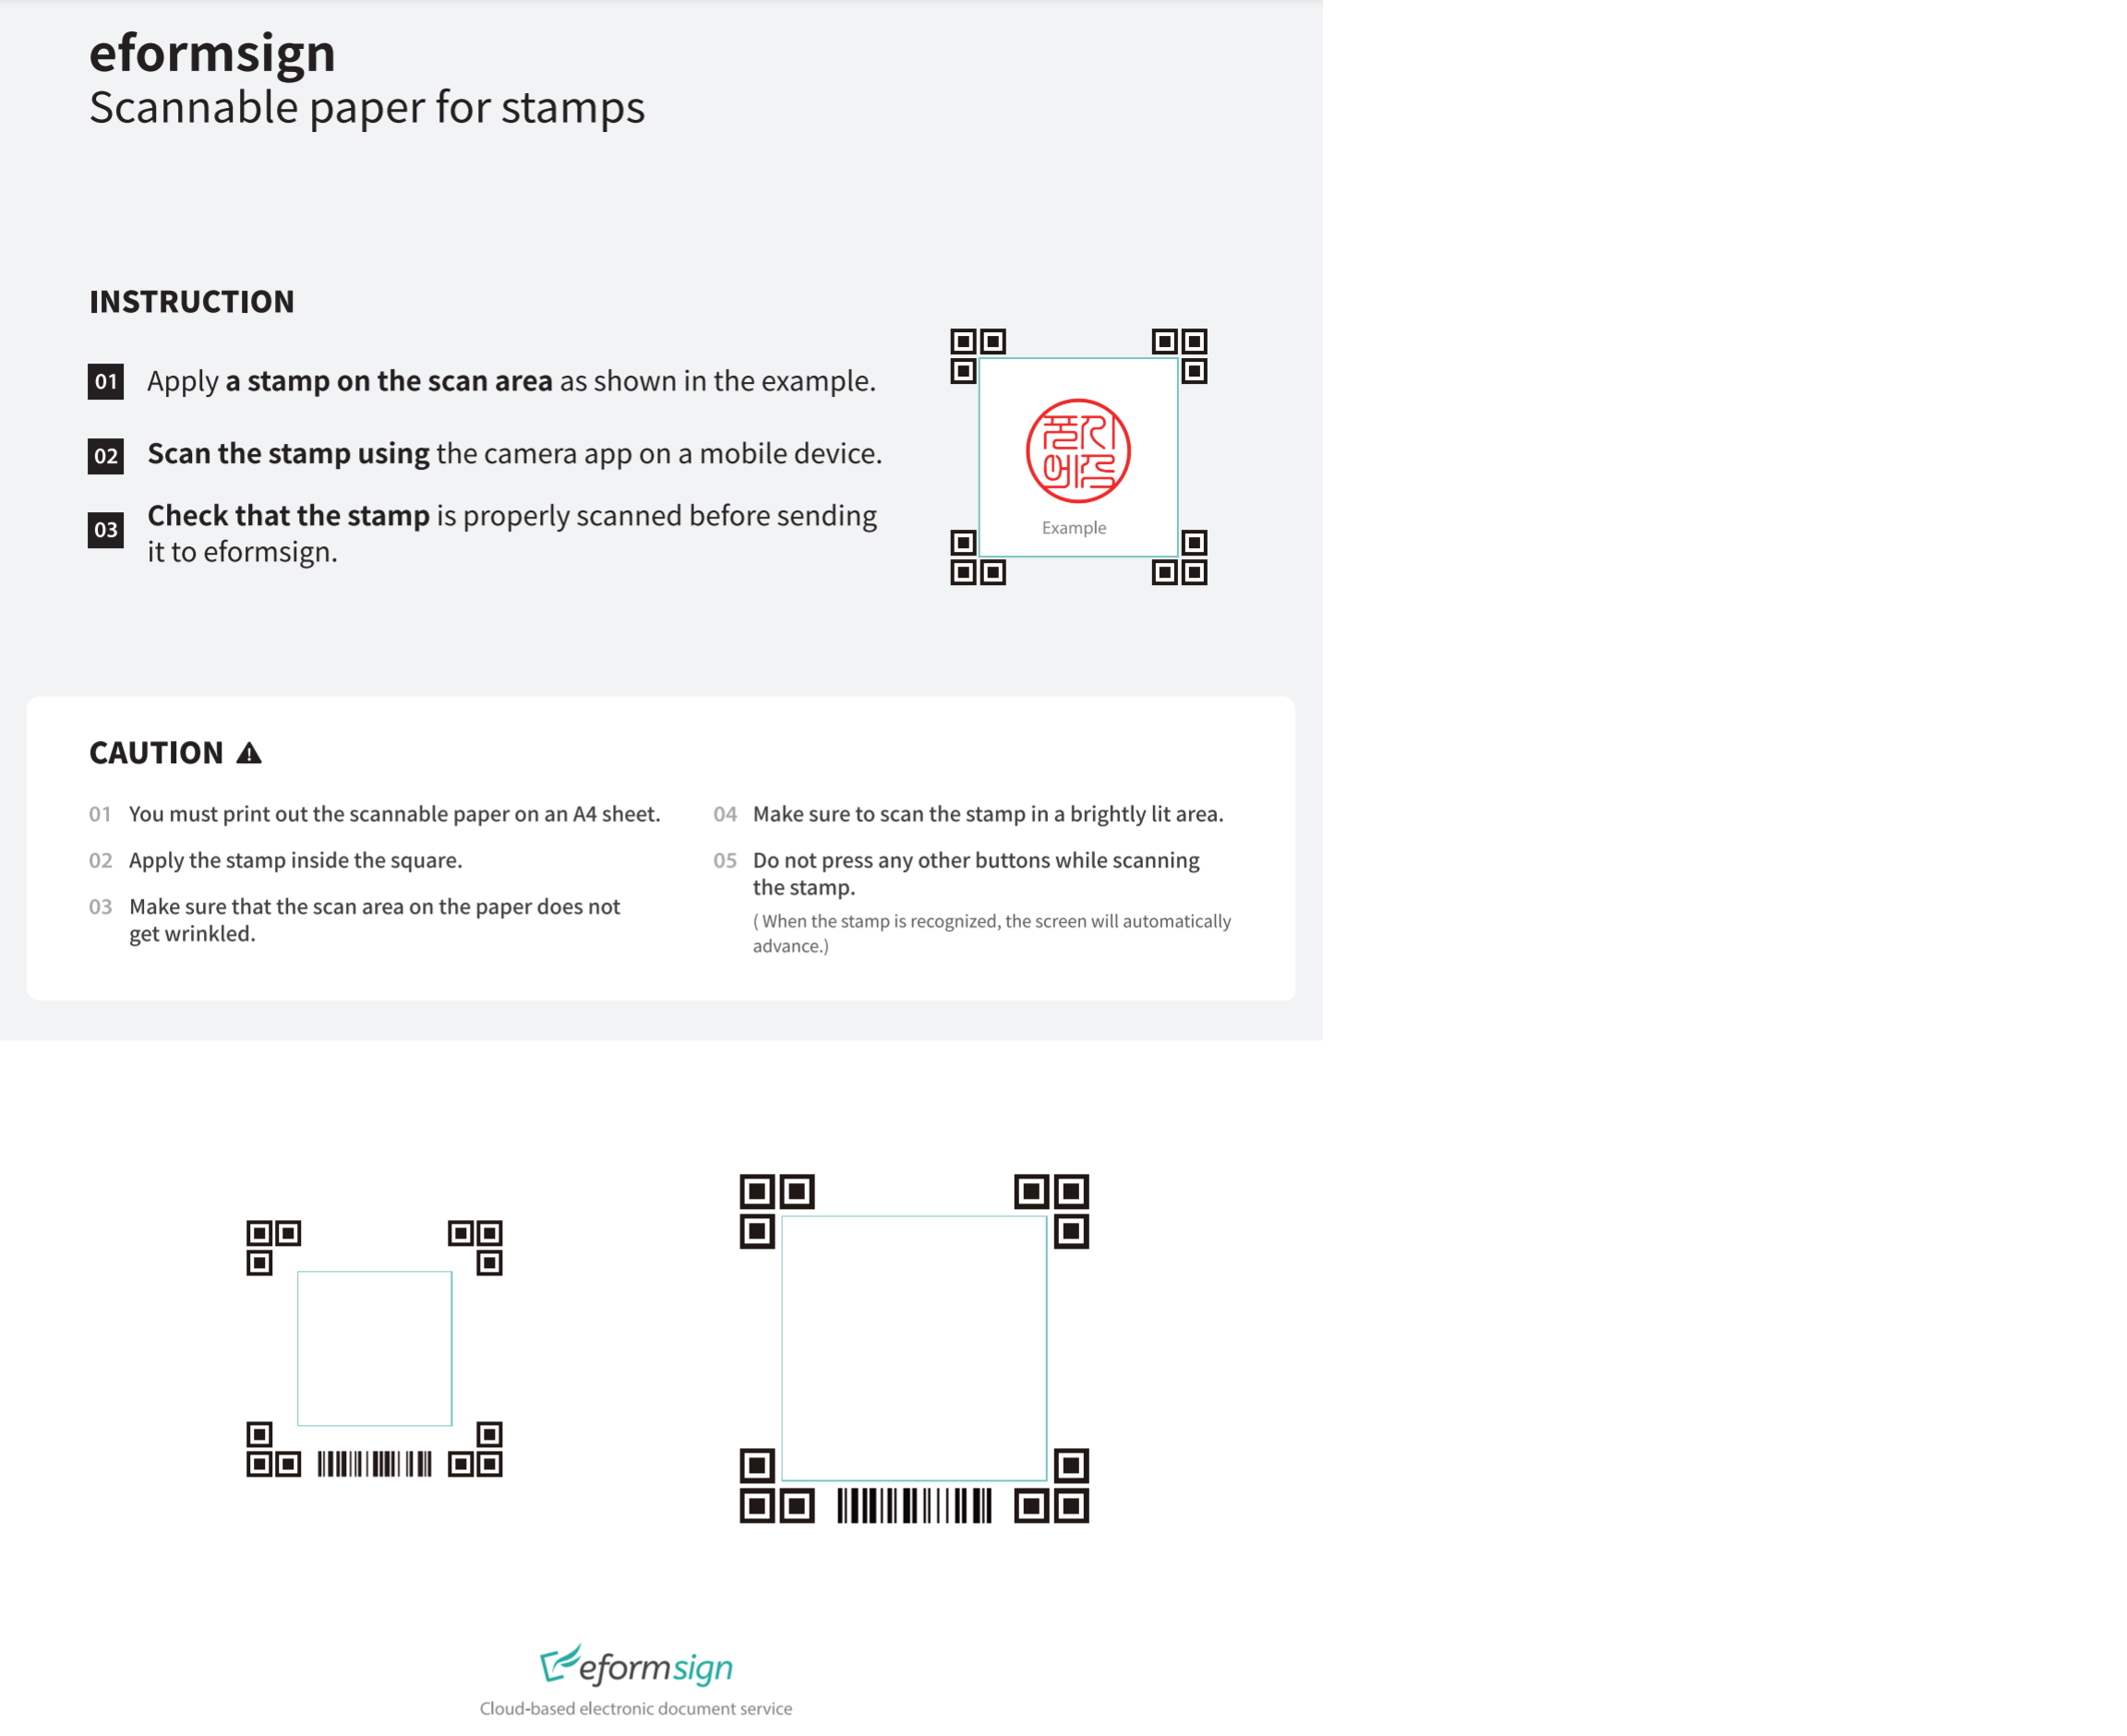 eformsign
Scannable paper for stamps
INSTRUCTION
01 Apply a stamp on the scan area as shown in the example.
02 Scan the stamp using the camera app on a mobile device.
03 Check that the stamp is properly scanned before sending
it to eformsign.
폼시
에스
Example
CAUTION
01 You must print out the scannable paper on an A4 sheet.
02 Apply the stamp inside the square.
03 Make sure that the scan area on the paper does not
get wrinkled.
04 Make sure to scan the stamp in a brightly lit area.
05 Do not press any other buttons while scanning
the stamp.
( When the stamp is recognized, the screen will automatically
advance.)
eformsign
Cloud-based electronic document service